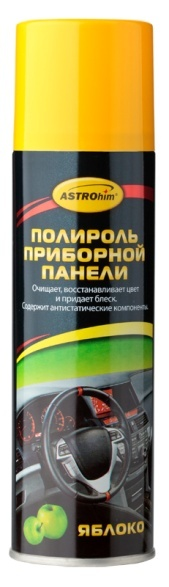 ASTROhim®
ПОЛИРОЛЬ
ПРИБОРНОЙ
ПАНЕЛИ
Очищает, восстанавливает цвет
и придает блеск.
Содержит антистатические компоненты.
ЯБЛОКО